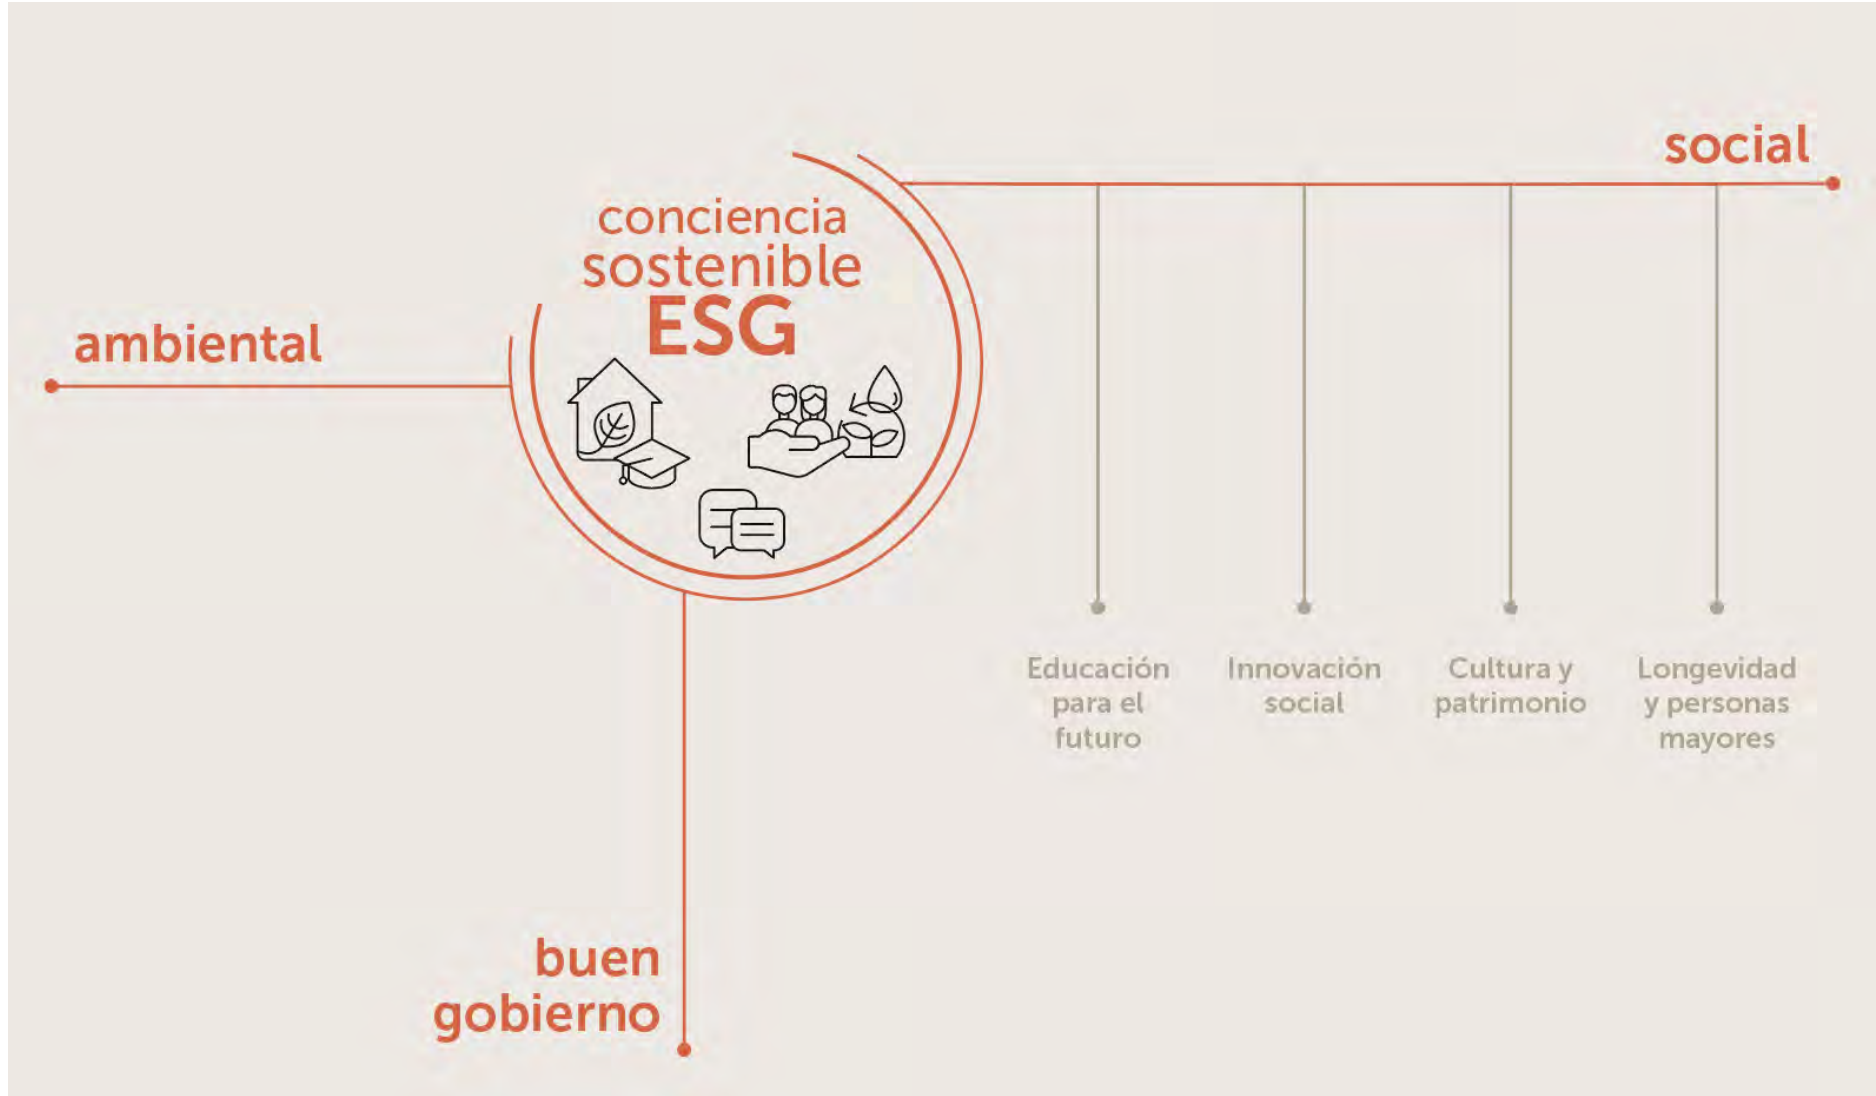 conciencia
sostenible
ESG
social
ambiental
buen
gobierno
Educación
para el
futuro
Innovación
social
Cultura y
patrimonio
Longevidad
y personas
mayores